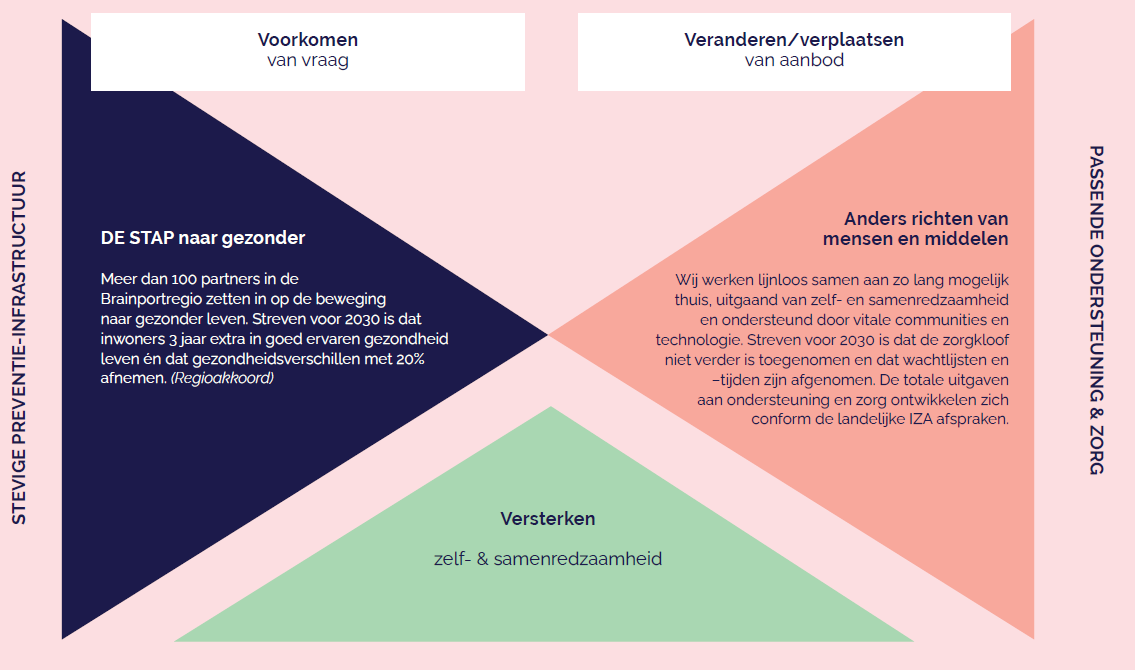 Voorkomen
van vraag
Veranderen/verplaatsen
van aanbod
STEVIGE PREVENTIE-INFRASTRUCTUUR
DE STAP naar gezonder
Meer dan 100 partners in de
Brainportregio zetten in op de beweging
naar gezonder leven. Streven voor 2030 is dat
inwoners 3 jaar extra in goed ervaren gezondheid
leven én dat gezondheidsverschillen met 20%
afnemen. (Regioakkoord)
Anders richten van
mensen en middelen
Wij werken lijnloos samen aan zo lang mogelijk
thuis, uitgaand van zelf- en samenredzaamheid
en ondersteund door vitale communities en
technologie. Streven voor 2030 is dat de zorgkloof
niet verder is toegenomen en dat wachtlijsten en
–tijden zijn afgenomen. De totale uitgaven
aan ondersteuning en zorg ontwikkelen zich
conform de landelijke IZA afspraken.
PASSENDE ONDERSTEUNING & ZORG
Versterken
zelf- & samenredzaamheid